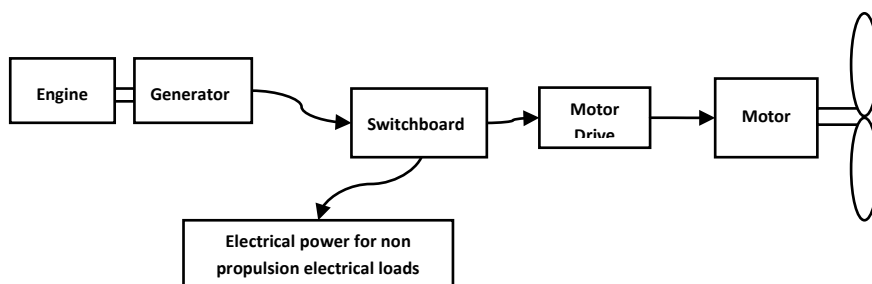 Engine
Generator
Switchboard
Motor
Drive
Motor
Electrical power for non
propulsion electrical loads